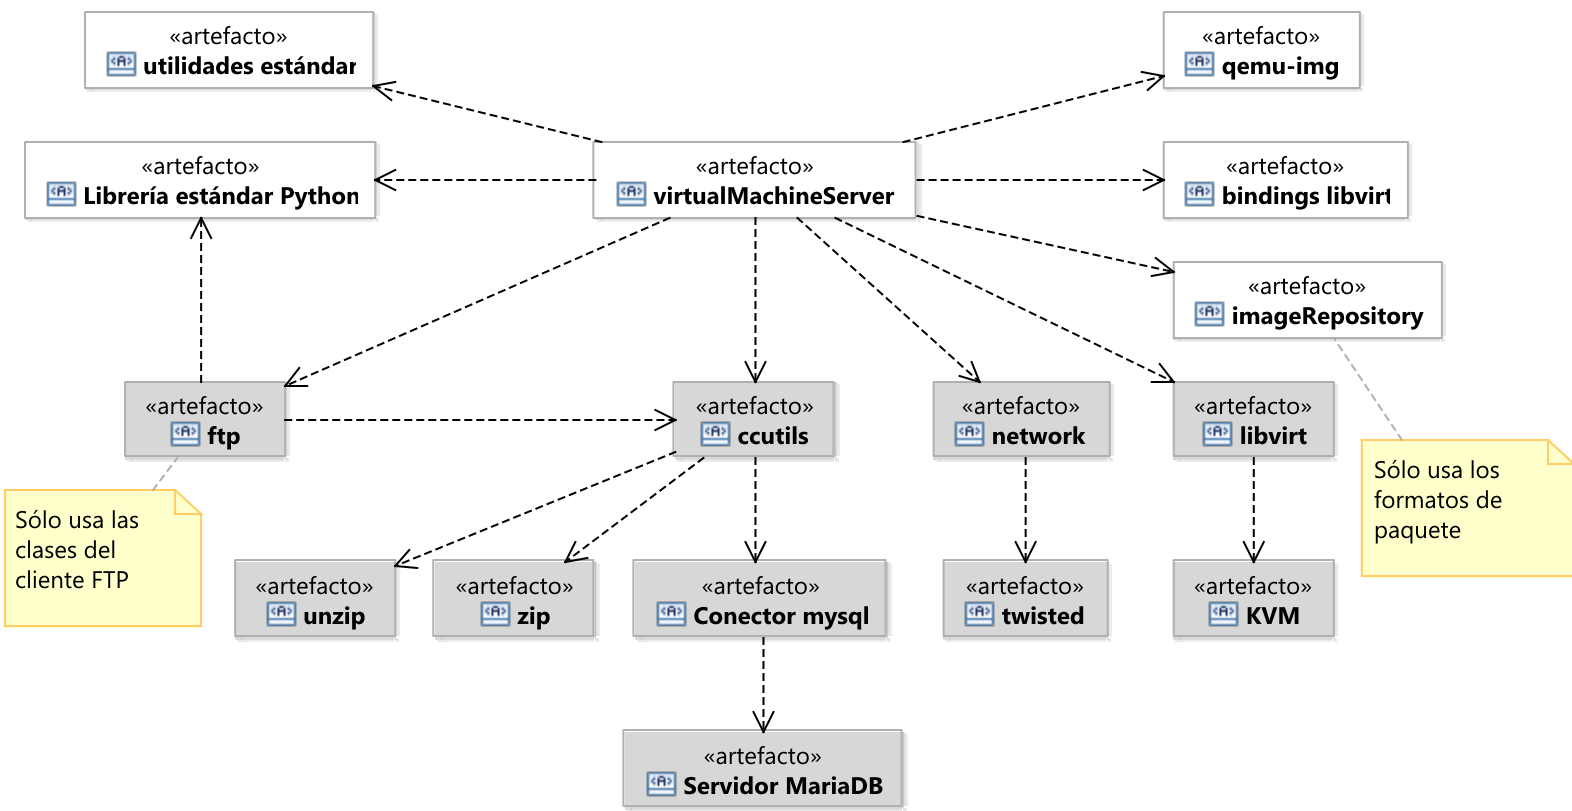 «artefacto»
utilidades estándar
«artefacto»
qemu-img
«artefacto»
Librería estándar Python
«artefacto»
virtualMachineServer
«artefacto»
bindings libvirt
«artefacto»
imageRepository
«artefacto»
ftp
«artefacto»
ccutils
«artefacto»
network
«artefacto»
libvirt
Sólo usa los
formatos de
paquete
Sólo usa las
clases del
cliente FTP
«artefacto»
unzip
«artefacto»
zip
«artefacto»
Conector mysql
«artefacto»
twisted
«artefacto»
KVM
«artefacto»
Servidor MariaDB